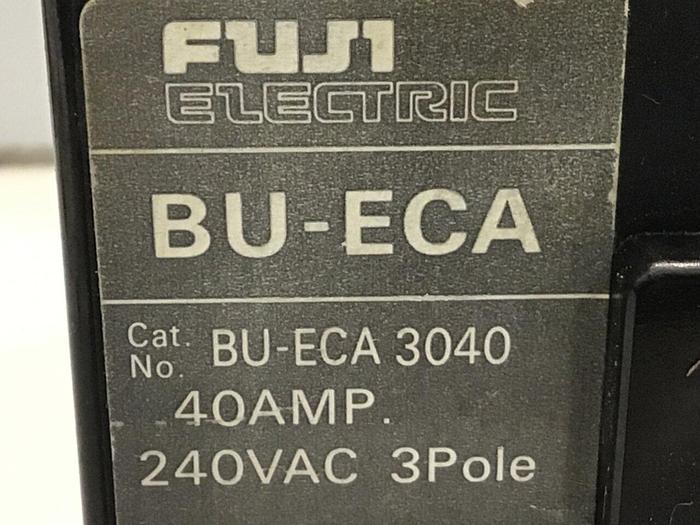 FUJI
ELECTRIC
BU-ECA
Cat. No. BU-ECA 3040
40AMP.
240VAC 3Pole